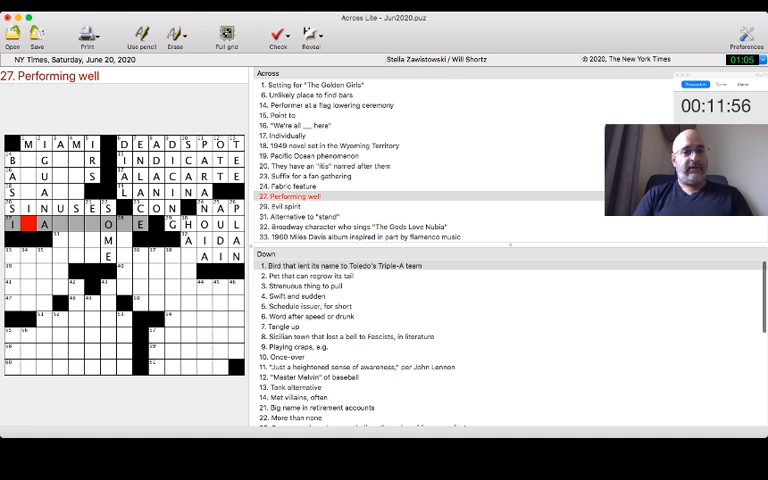 Across Lite - Jun2020.puz
Open
Save
Print
Use pencil
Erase
Full grid
Check
Reveal
Preferences
NY Times, Saturday, June 20, 2020
Stella Zawistowski / Will Shortz
© 2020, The New York Times
01:05
27. Performing well
Across
1. Setting for "The Golden Girls"
6. Unlikely place to find bars
14. Performer at a flag lowering ceremony
15. Point to
16. "We're all ___ here"
17. Individually
18. 1949 novel set in the Wyoming Territory
19. Pacific Ocean phenomenon
20. They have an "itis" named after them
23. Suffix for a fan gathering
24. Fabric feature
27. Performing well
29. Evil spirit
31. Alternative to "stand"
32. Broadway character who sings "The Gods Love Nubia"
33. 1960 Miles Davis album inspired in part by flamenco music
00:11:56
Down
1. Bird that lent its name to Toledo's Triple-A team
2. Pet that can regrow its tail
3. Strenuous thing to pull
4. Swift and sudden
5. Schedule issuer, for short
6. Word after speed or drunk
7. Tangle up
8. Sicilian town that lost a bell to Fascists, in literature
9. Playing craps, e.g.
10. Once-over
11. "Just a heightened sense of awareness," per John Lennon
12. "Master Melvin" of baseball
13. Tank alternative
14. Met villains, often
21. Big name in retirement accounts
22. More than none
M I A M I D E A D S P O T
B G R I N D I C A T E
A U R A L A C A R T E
S A S L A N I N A
S I N U S E S C O N N A P
I A O E G H O U L
M A I D A
E A I N